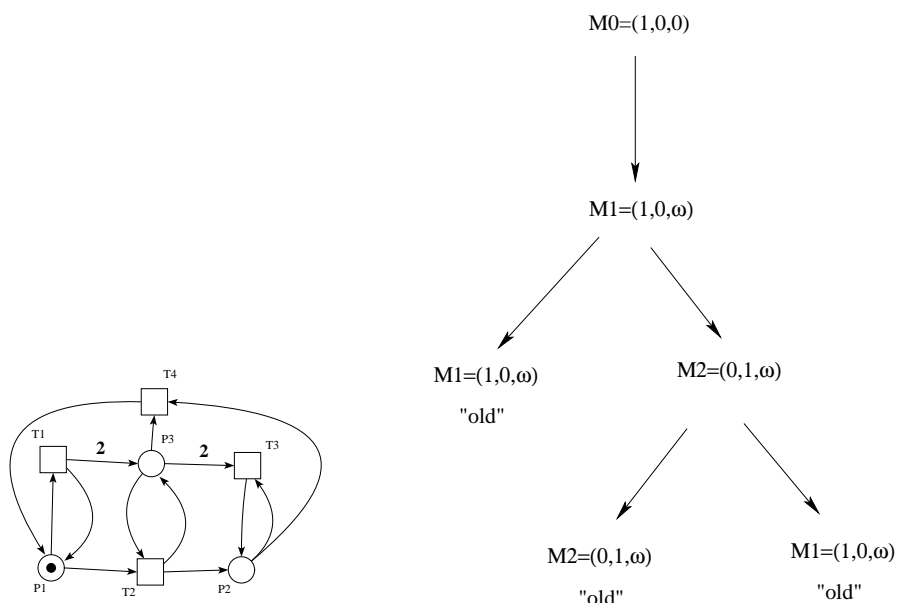 M0=(1,0,0)
M1=(1,0,ω)
M1=(1,0,ω)
"old"
M2=(0,1,ω)
M2=(0,1,ω)
"old"
M1=(1,0,ω)
"old"
T4
T1
2
P3
2
T3
P1
T2
P2